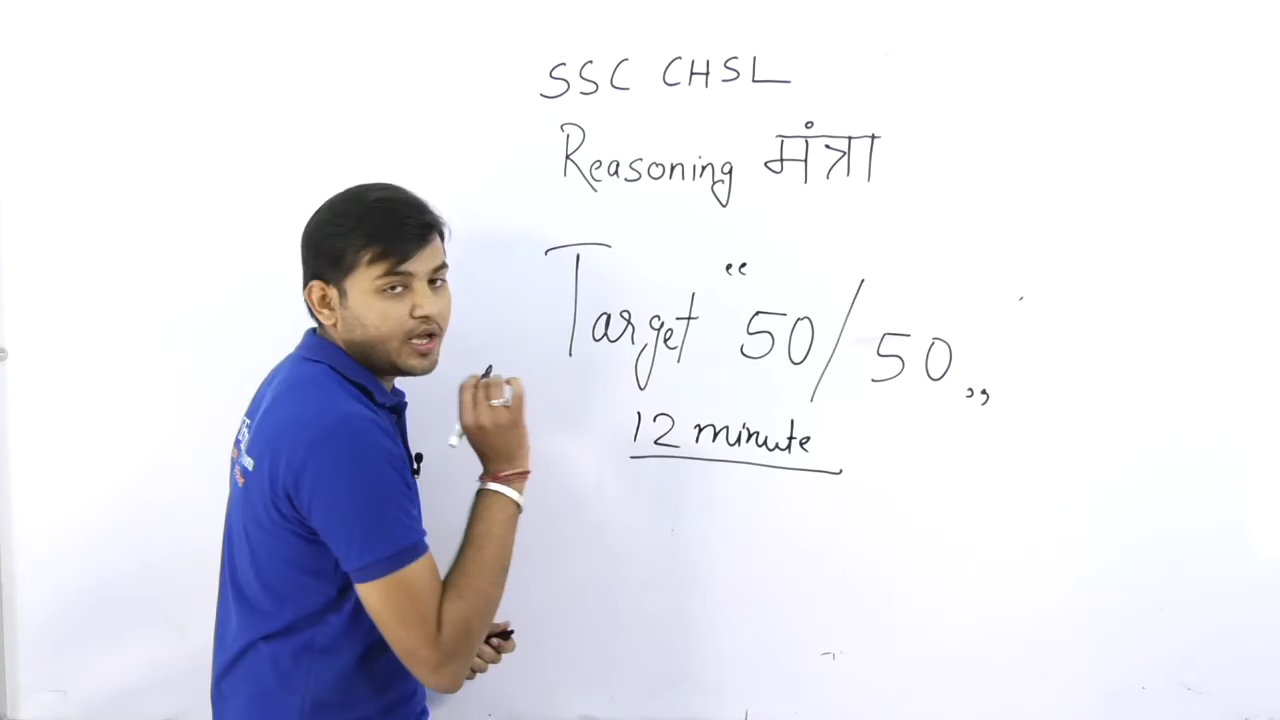 SSC CHSL
Reasoning मंत्रा
Target “ 50/50 ”
12 minute